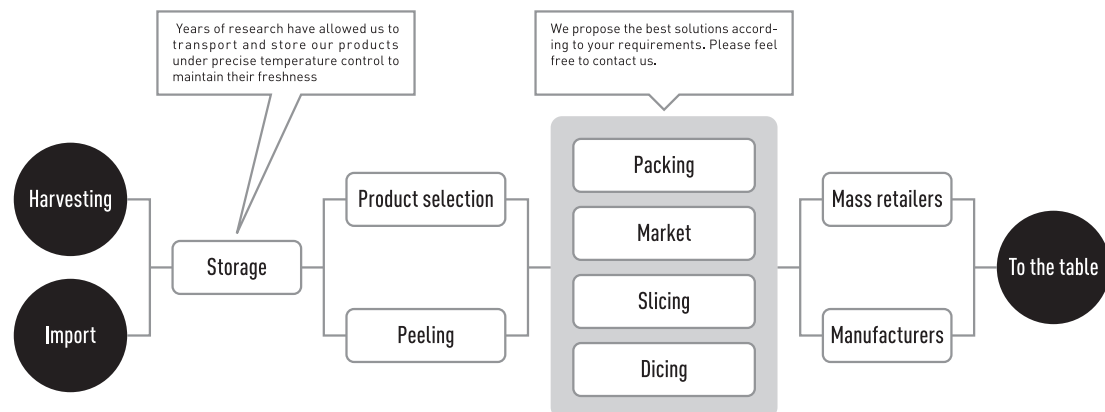 Years of research have allowed us to
transport and store our products
under precise temperature control to
maintain their freshness
We propose the best solutions accord-
ing to your requirements. Please feel
free to contact us.
Harvesting
Import
Storage
Product selection
Peeling
Packing
Market
Slicing
Dicing
Mass retailers
Manufacturers
To the table